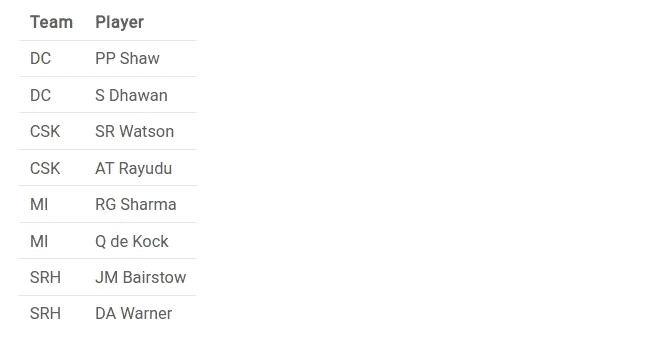 Team Player
DC PP Shaw
DC S Dhawan
CSK SR Watson
CSK AT Rayudu
MI RG Sharma
MI Q de Kock
SRH JM Bairstow
SRH DA Warner